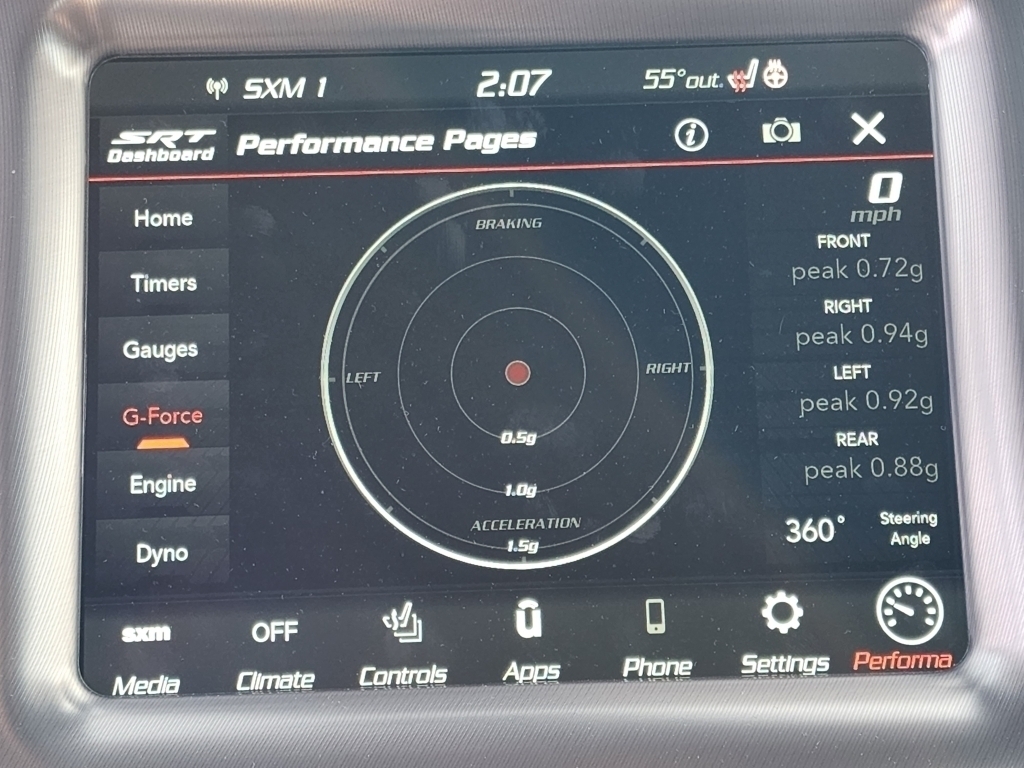 SXM 1
2:07
55°out.
SRT
Dashboard
Performance Pages
i
Home
Timers
Gauges
G-Force
Engine
Dyno
BRAKING
LEFT
RIGHT
0.5g
1.0g
ACCELERATION
1.5g
0
mph
FRONT
peak 0.72g
RIGHT
peak 0.94g
LEFT
peak 0.92g
REAR
peak 0.88g
360°
Steering
Angle
sxm
Media
OFF
Climate
Controls
ū
Apps
Phone
Settings
Performa